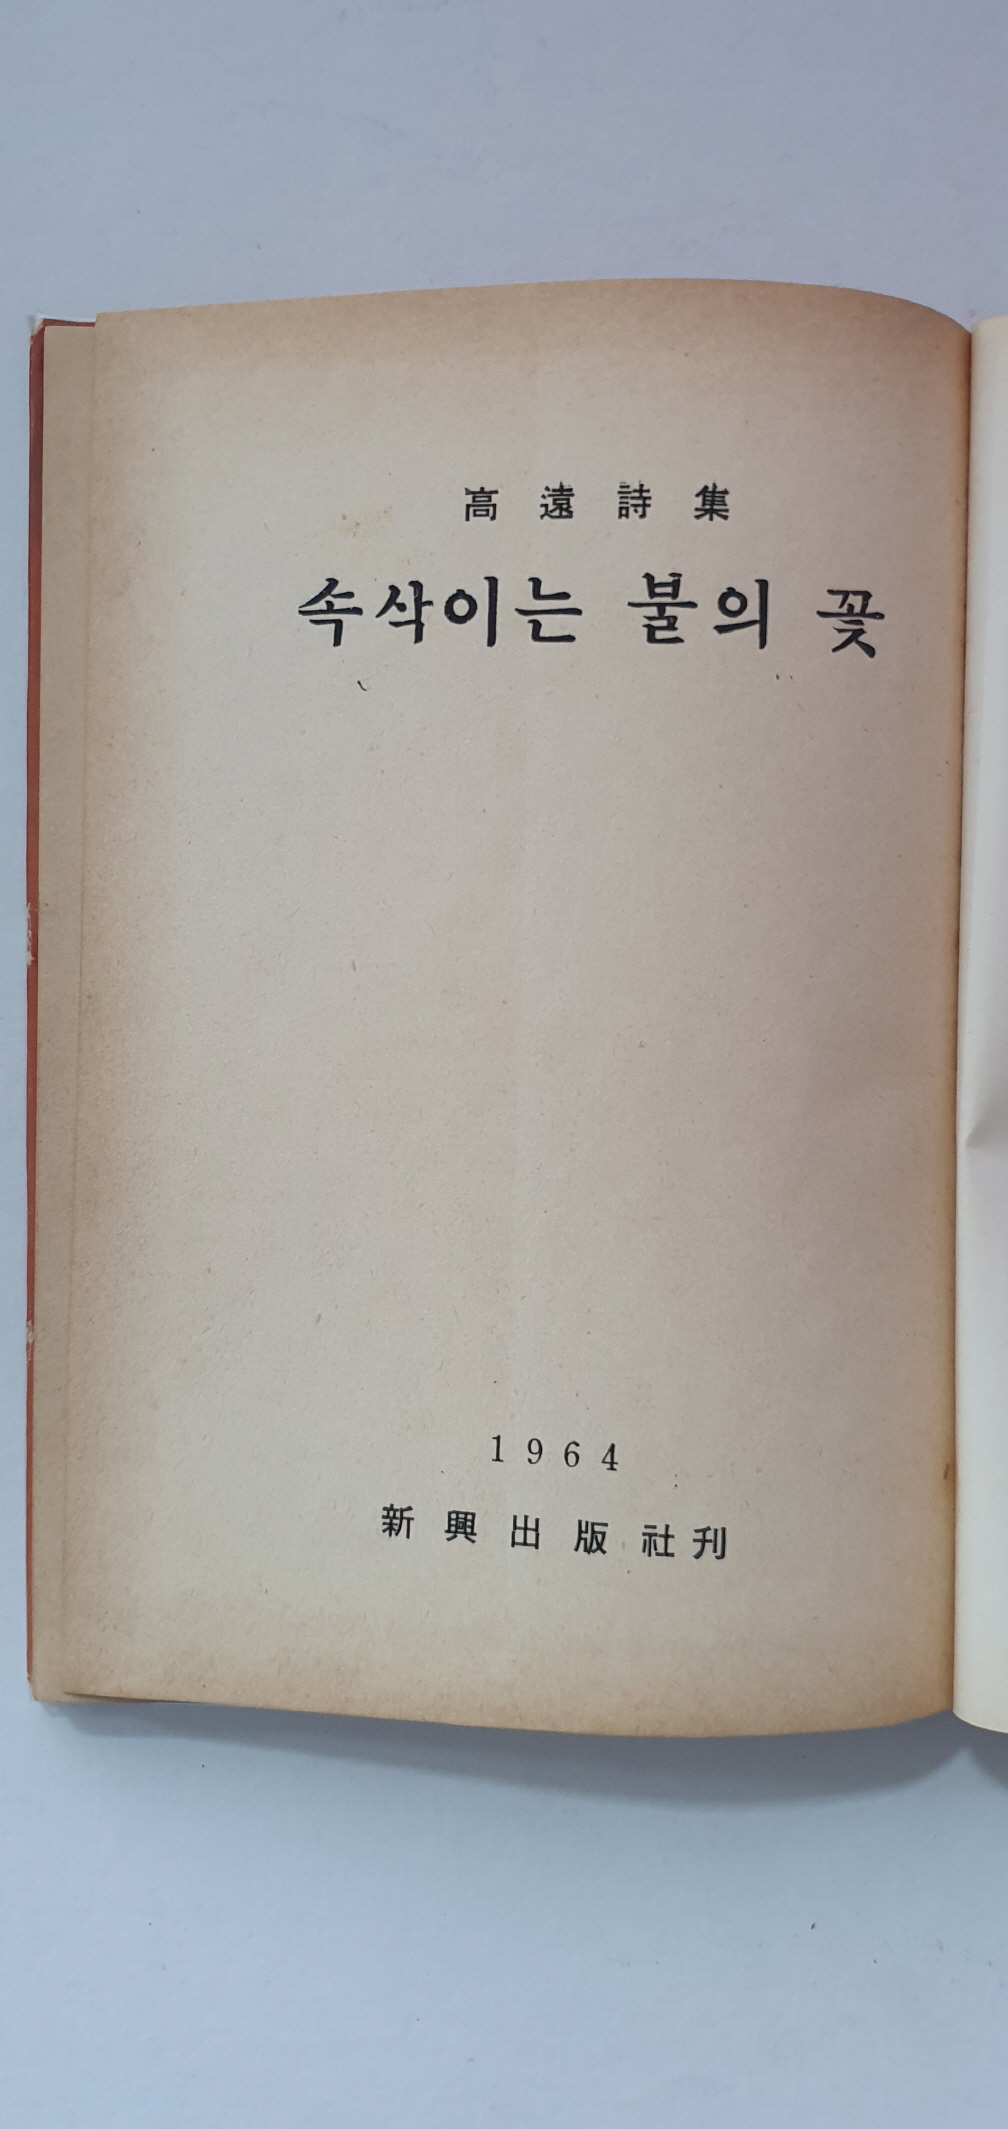 高遠詩集
속삭이는 불의 꽃
1964
新興出版社刊